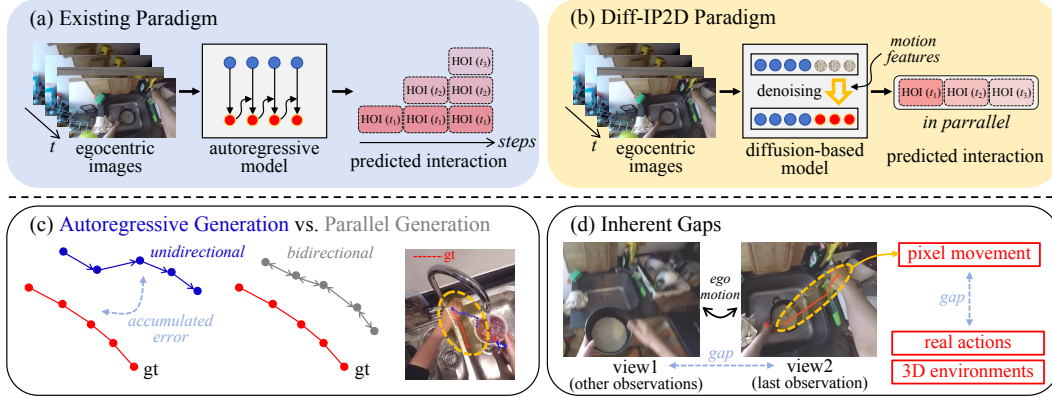 (a) Existing Paradigm
t
egocentric
images
autoregressive
model
HOI (t₃)
HOI (t₂) HOI (t₂)
HOI (t₁) HOI (t₁) HOI (t₁)
steps
predicted interaction
(b) Diff-IP2D Paradigm
t
egocentric
images
denoising
diffusion-based
model
motion
features
HOI (t₁) HOI (t₂) HOI (t₃)
in parrallel
predicted interaction
(c) Autoregressive Generation vs. Parallel Generation
unidirectional
accumulated
error
gt
bidirectional
gt
gt
(d) Inherent Gaps
ego
motion
gap
view1
(other observations)
view2
(last observation)
pixel movement
gap
real actions
3D environments